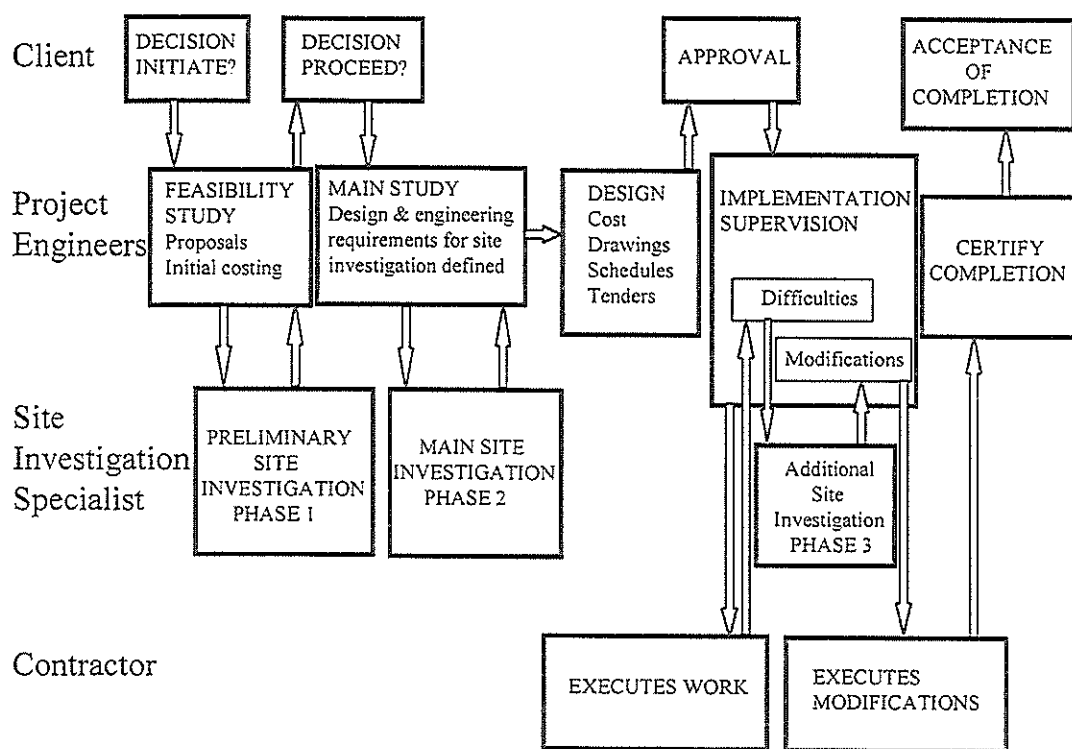 Client
DECISION
INITIATE?
DECISION
PROCEED?
APPROVAL
ACCEPTANCE
OF
COMPLETION
Project
Engineers
FEASIBILITY
STUDY
Proposals
Initial costing
MAIN STUDY
Design & engineering
requirements for site
investigation defined
DESIGN
Cost
Drawings
Schedules
Tenders
IMPLEMENTATION
SUPERVISION
Difficulties
Modifications
CERTIFY
COMPLETION
Site
Investigation
Specialist
PRELIMINARY
SITE
INVESTIGATION
PHASE 1
MAIN SITE
INVESTIGATION
PHASE 2
Additional
Site
Investigation
PHASE 3
Contractor
EXECUTES WORK
EXECUTES
MODIFICATIONS